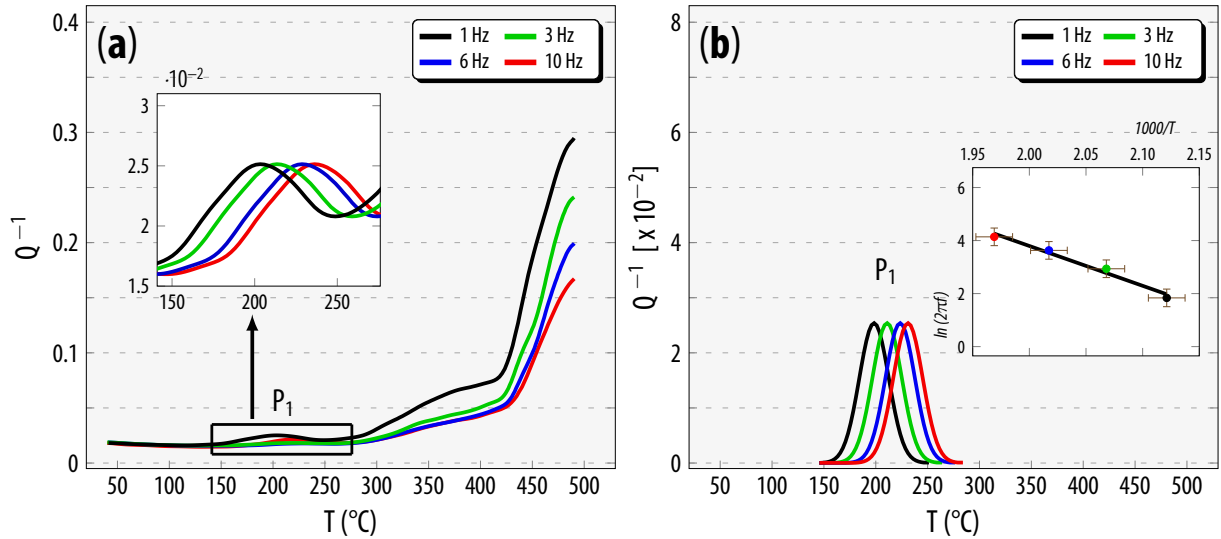 (a)
1 Hz 3 Hz
6 Hz 10 Hz
0.4
0.3
0.2
0.1
0
Q⁻¹
·10⁻²
3
2.5
2
1.5
150 200 250
P₁
50 100 150 200 250 300 350 400 450 500
T (°C)
(b)
1 Hz 3 Hz
6 Hz 10 Hz
8
6
4
2
0
Q⁻¹ [ x 10⁻²)
P₁
1000/T
1.95 2.00 2.05 2.10 2.15
6
4
2
0
ln (2πf)
50 100 150 200 250 300 350 400 450 500
T (°C)